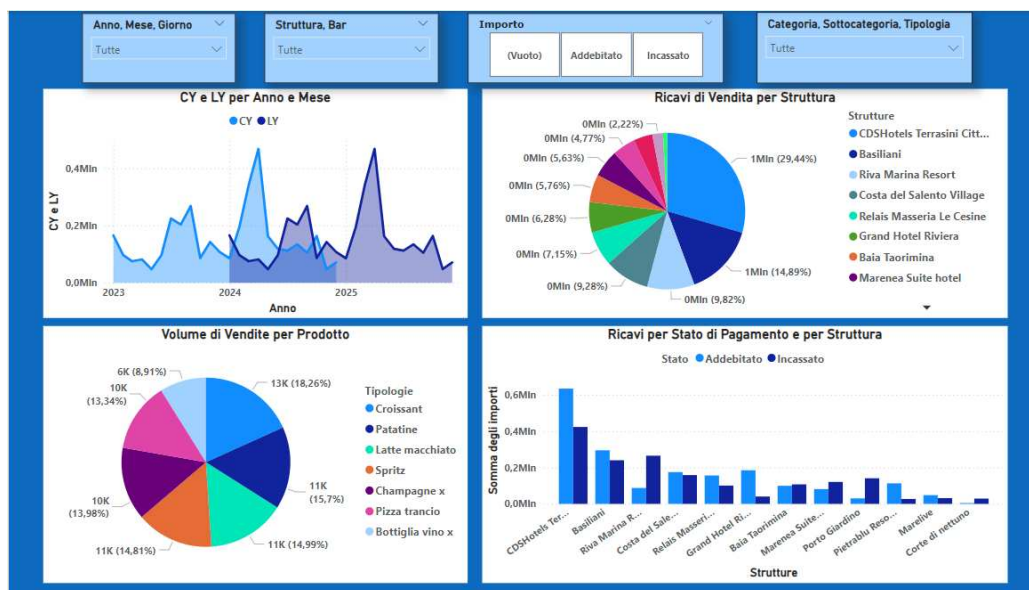 Anno, Mese, Giorno
Tutte
Struttura, Bar
Tutte
Importo
(Vuoto)
Addebitato
Incassato
Categoria, Sottocategoria, Tipologia
Tutte
CY e LY per Anno e Mese
CY LY
0,4Mln
0,2Mln
0,0Mln
CY e LY
2023
2024
2025
Anno
Ricavi di Vendita per Struttura
0Mln (2,22%)
0Mln (4,77%)
0Mln (5,63%)
0Mln (5,76%)
0Mln (6,28%)
0Mln (7,15%)
0Mln (9,28%)
0Mln (9,82%)
1Mln (14,89%)
1Mln (29,44%)
Strutture
CDSHotels Terrasini Citt...
Basiliani
Riva Marina Resort
Costa del Salento Village
Relais Masseria Le Cesine
Grand Hotel Riviera
Baia Taorimina
Marenea Suite hotel
Volume di Vendite per Prodotto
6K (8,91%)
10K
(13,34%)
10K
(13,98%)
11K (14,81%)
11K (14,99%)
11K
(15,7%)
13K (18,26%)
Tipologie
Croissant
Patatine
Latte macchiato
Spritz
Champagne x
Pizza trancio
Bottiglia vino x
Ricavi per Stato di Pagamento e per Struttura
Stato Addebitato Incassato
0,6Mln
0,4Mln
0,2Mln
0,0Mln
Somma degli importi
CDSHotels Ter...
Basiliani
Riva Marina R...
Costa del Sale...
Relais Masseri...
Grand Hotel Ri...
Baia Taorimina
Marenea Suite...
Porto Giardino
Pietrablu Reso...
Marelive
Corte di nettuno
Strutture